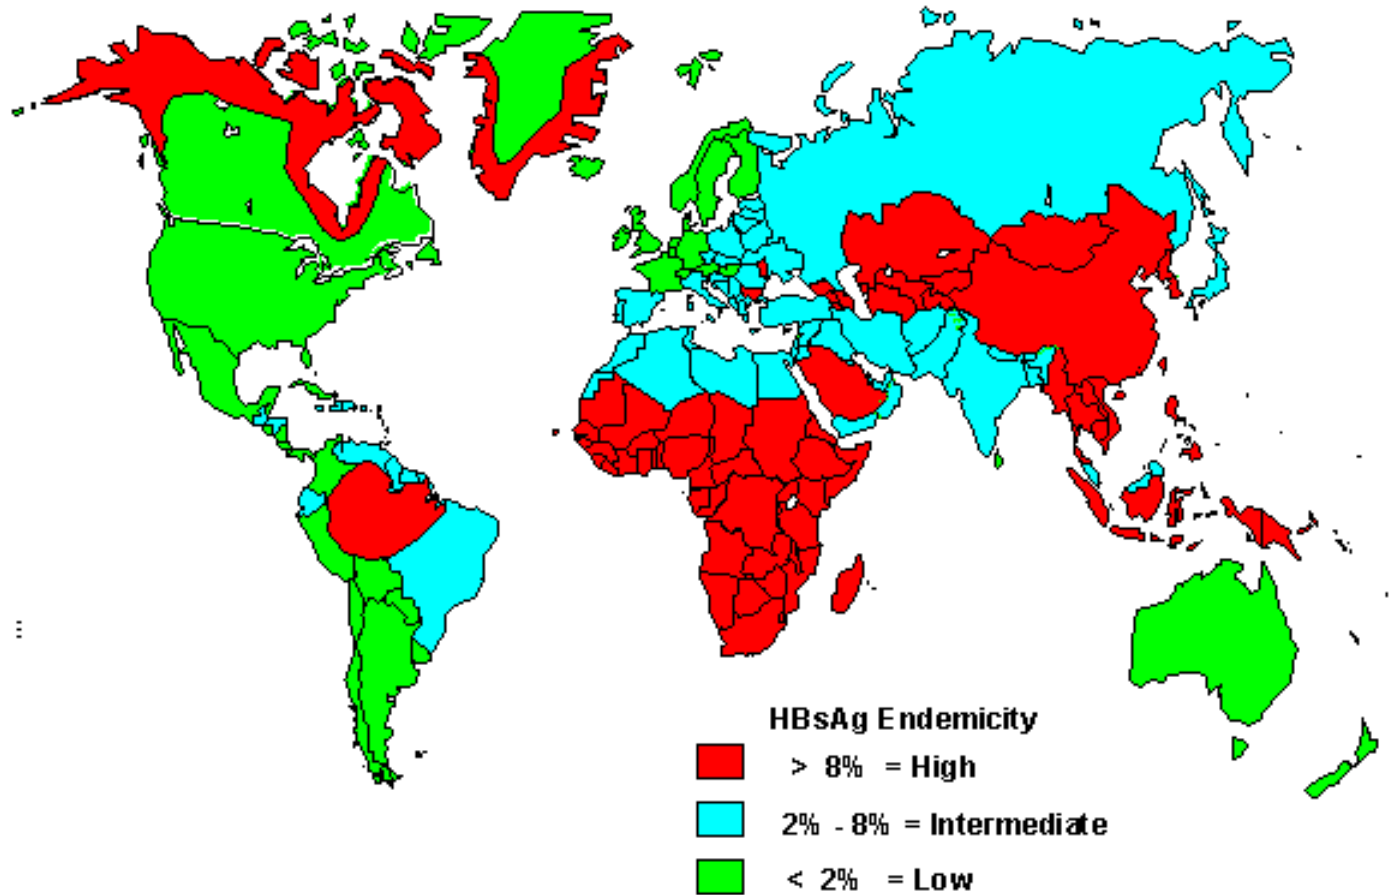 HBsAg Endemicity
> 8% = High
2% - 8% = Intermediate
< 2% = Low